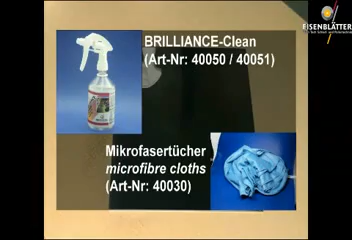 EISENBLÄTTER
BRILLIANCE-Clean
(Art-Nr: 40050 / 40051)
Mikrofasertücher
microfibre cloths
(Art-Nr: 40030)